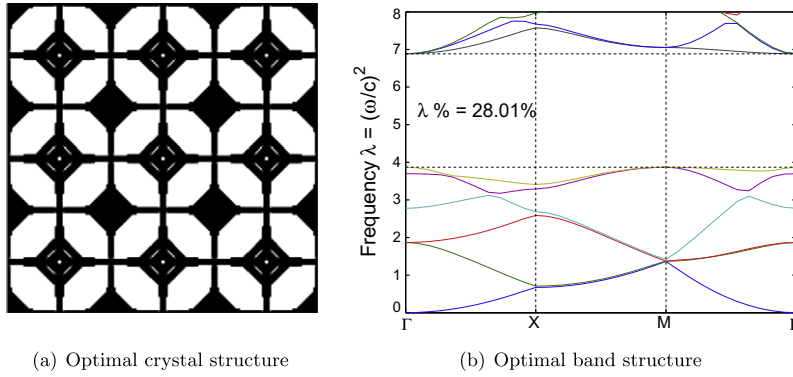 8
7
6
5
4
3
2
1
0
Frequency λ = (ω/c)²
λ % = 28.01%
Γ X M Γ
(a) Optimal crystal structure
(b) Optimal band structure